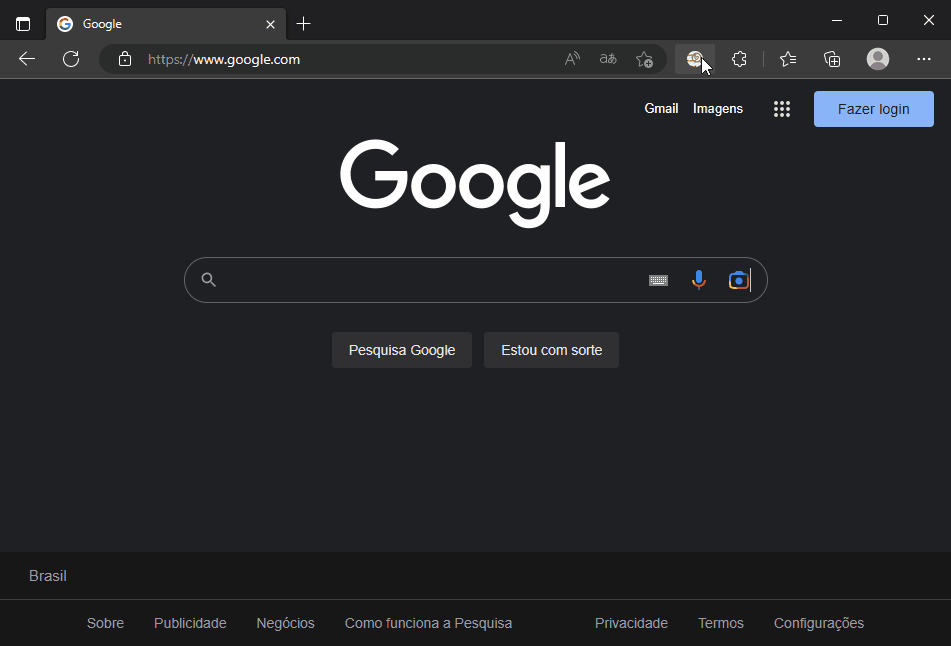 Google
https://www.google.com
Gmail Imagens Fazer login
Google
Pesquisa Google Estou com sorte
Brasil
Sobre Publicidade Negócios Como funciona a Pesquisa Privacidade Termos Configurações